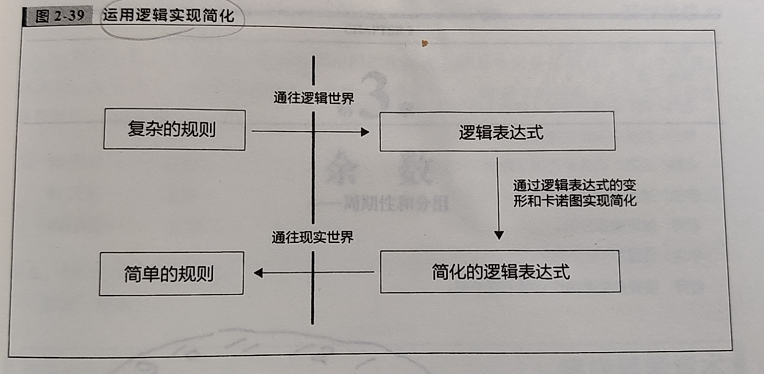 图 2-39 运用逻辑实现简化
通往逻辑世界
复杂的规则
逻辑表达式
通过逻辑表达式的变
形和卡诺图实现简化
通往现实世界
简单的规则
简化的逻辑表达式
3
余 数